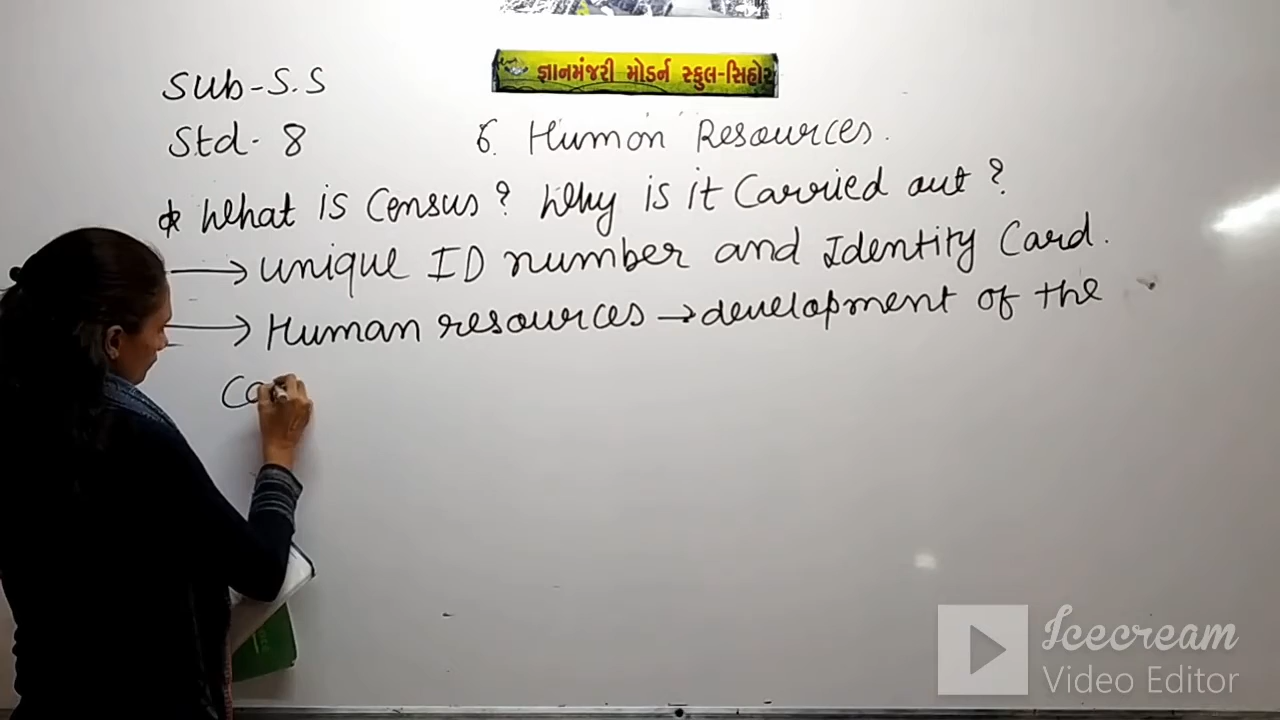 જ્ઞાનમંજરી મોડર્ન સ્કુલ-સિહોર
Sub-S.S
Std- 8
6. Human Resources.
* What is Census? Why is it Carried out?
→ unique ID number and Identity Card.
→ Human resources → development of the
Co
Icecream
Video Editor